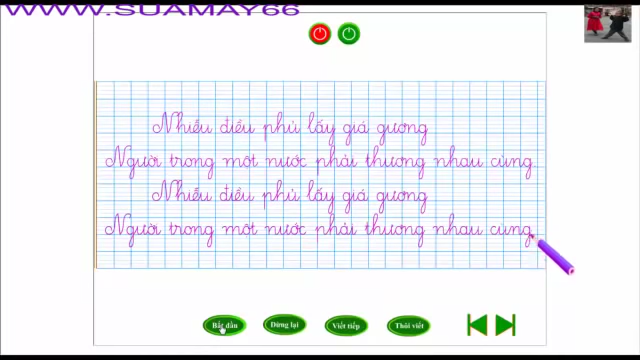 WWW.SUAMAY66
Nhiễu điều phủ lấy giá gương
Người trong một nước phải thương nhau cùng.
Nhiễu điều phủ lấy giá gương
Người trong một nước phải thương nhau cùng.
Bắt đầu
Dừng lại
Viết tiếp
Thôi viết